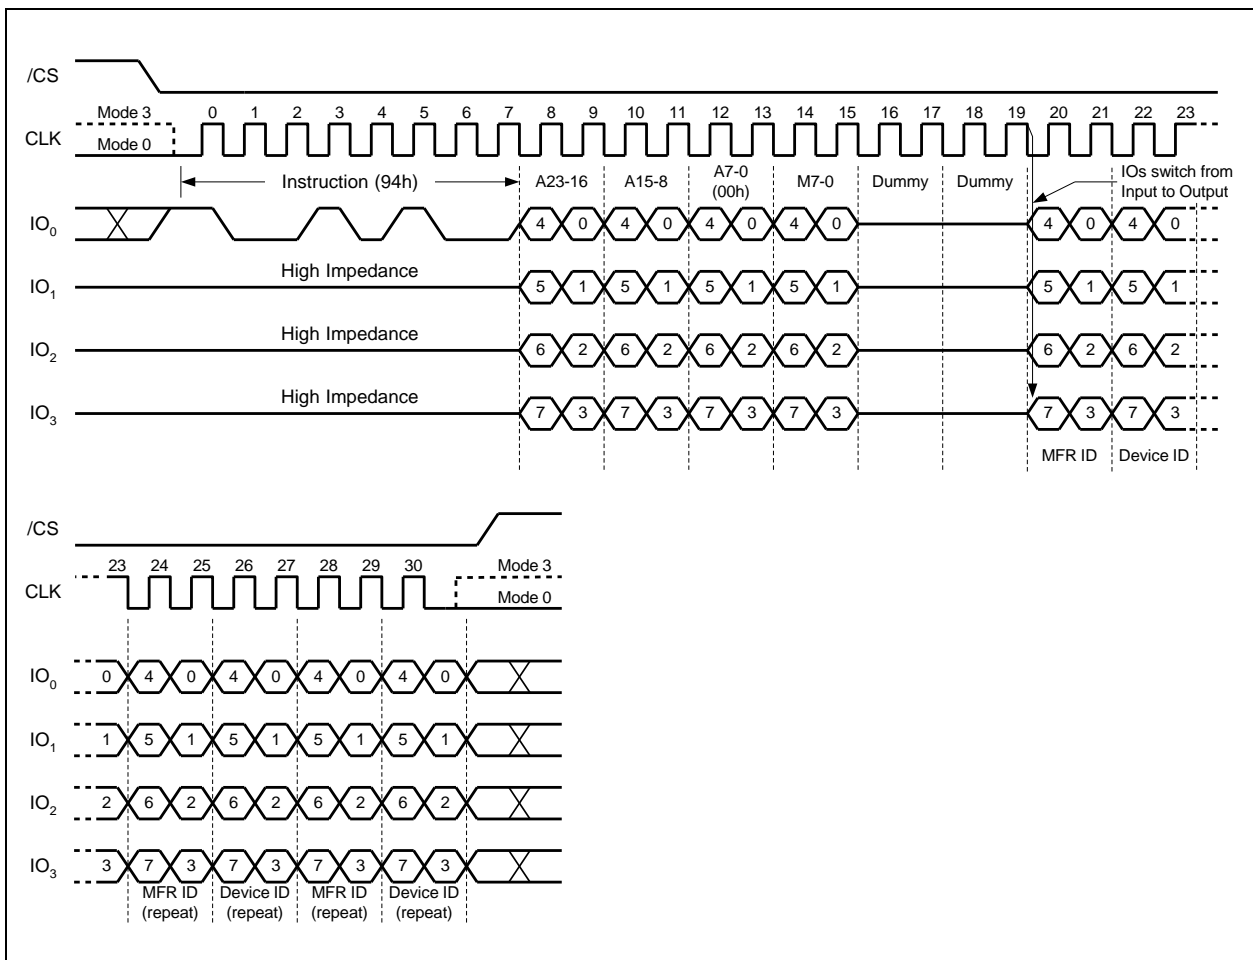 /CS
Mode 3 0 1 2 3 4 5 6 7 8 9 10 11 12 13 14 15 16 17 18 19 20 21 22 23
CLK
Mode 0
Instruction (94h) A23-16 A15-8 A7-0 (00h) M7-0 Dummy Dummy IOs switch from Input to Output
IO0 4 0 4 0 4 0 4 0 4 0 4 0
High Impedance
IO1 5 1 5 1 5 1 5 1 5 1 5 1
High Impedance
IO2 6 2 6 2 6 2 6 2 6 2 6 2
High Impedance
IO3 7 3 7 3 7 3 7 3 7 3 7 3
MFR ID Device ID
/CS
23 24 25 26 27 28 29 30 Mode 3
CLK
Mode 0
IO0 0 4 0 4 0 4 0 4 0
IO1 1 5 1 5 1 5 1 5 1
IO2 2 6 2 6 2 6 2 6 2
IO3 3 7 3 7 3 7 3 7 3
MFR ID Device ID MFR ID Device ID
(repeat) (repeat) (repeat) (repeat)